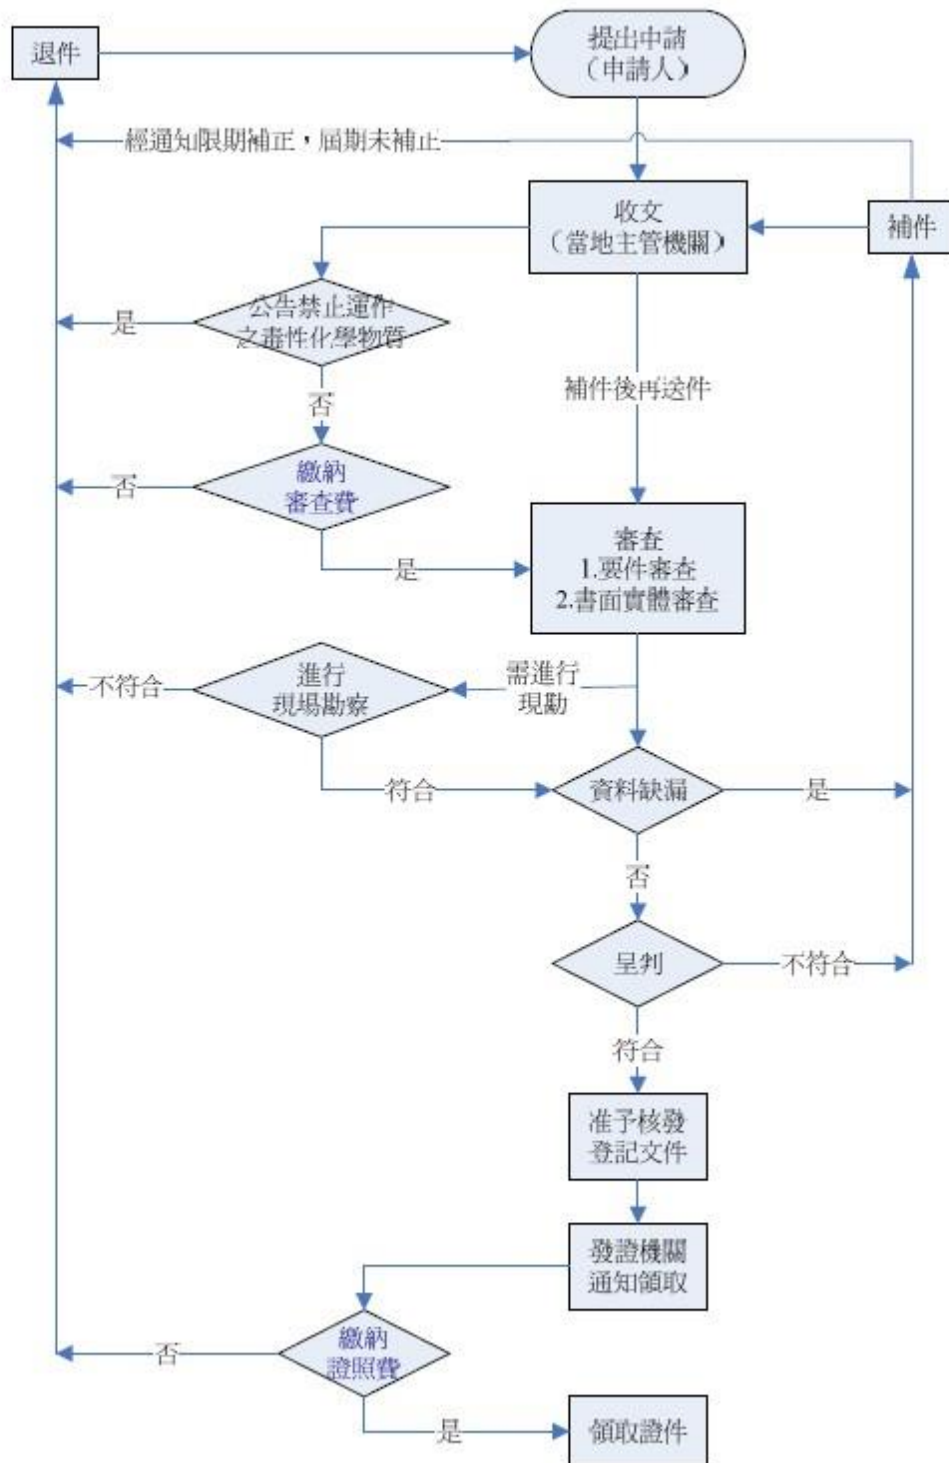 退件
提出申請
（申請人）
經通知限期補正，屆期未補正
收文
（當地主管機關）
補件
公告禁止運作
之毒性化學物質
是
補件後再送件
否
繳納
審查費
否
審查
1.要件審查
2.書面實體審查
是
進行
現場勘察
不符合
需進行
現勘
符合
資料缺漏
是
否
呈判
不符合
符合
准予核發
登記文件
發證機關
通知領取
繳納
證照費
否
是
領取證件